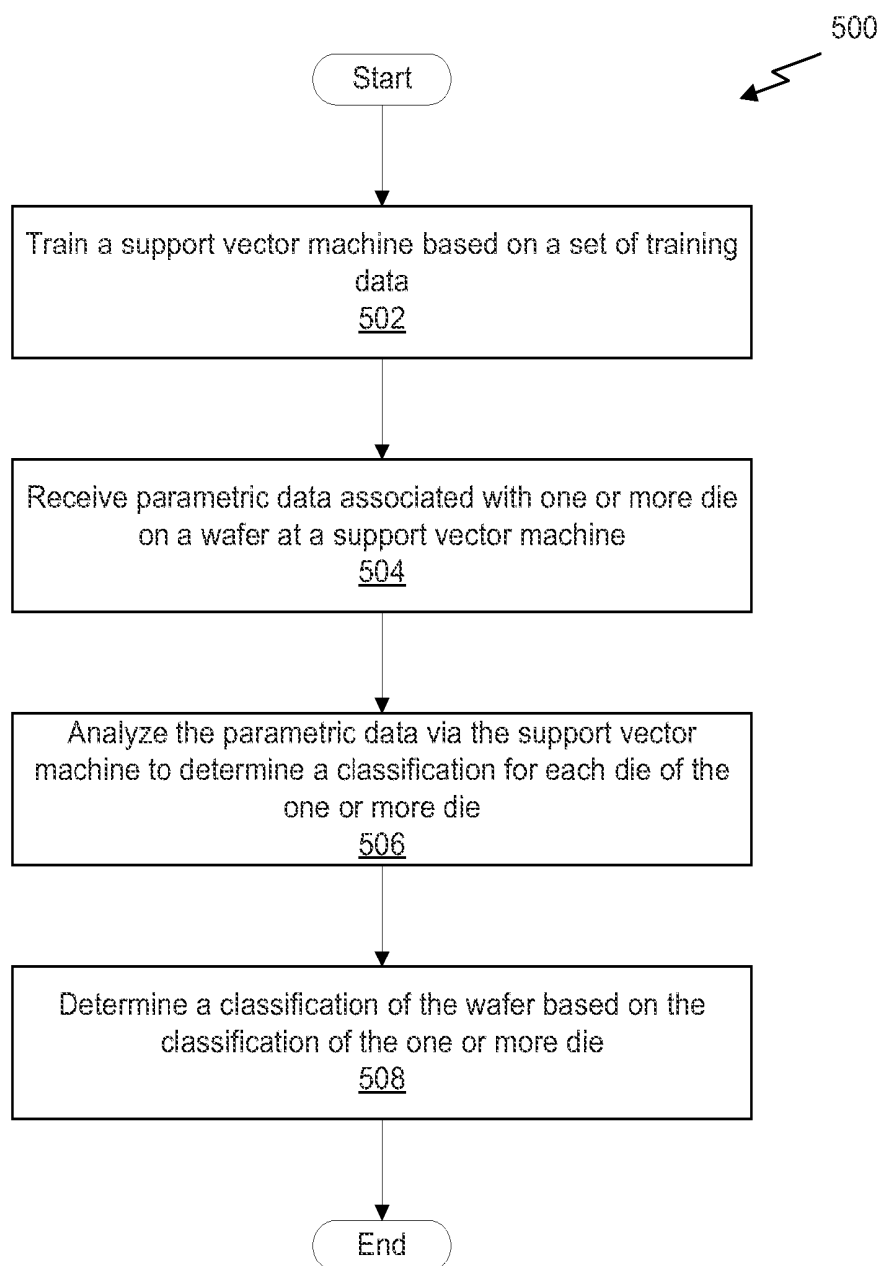 500
Start
Train a support vector machine based on a set of training
data
502
Receive parametric data associated with one or more die
on a wafer at a support vector machine
504
Analyze the parametric data via the support vector
machine to determine a classification for each die of the
one or more die
506
Determine a classification of the wafer based on the
classification of the one or more die
508
End